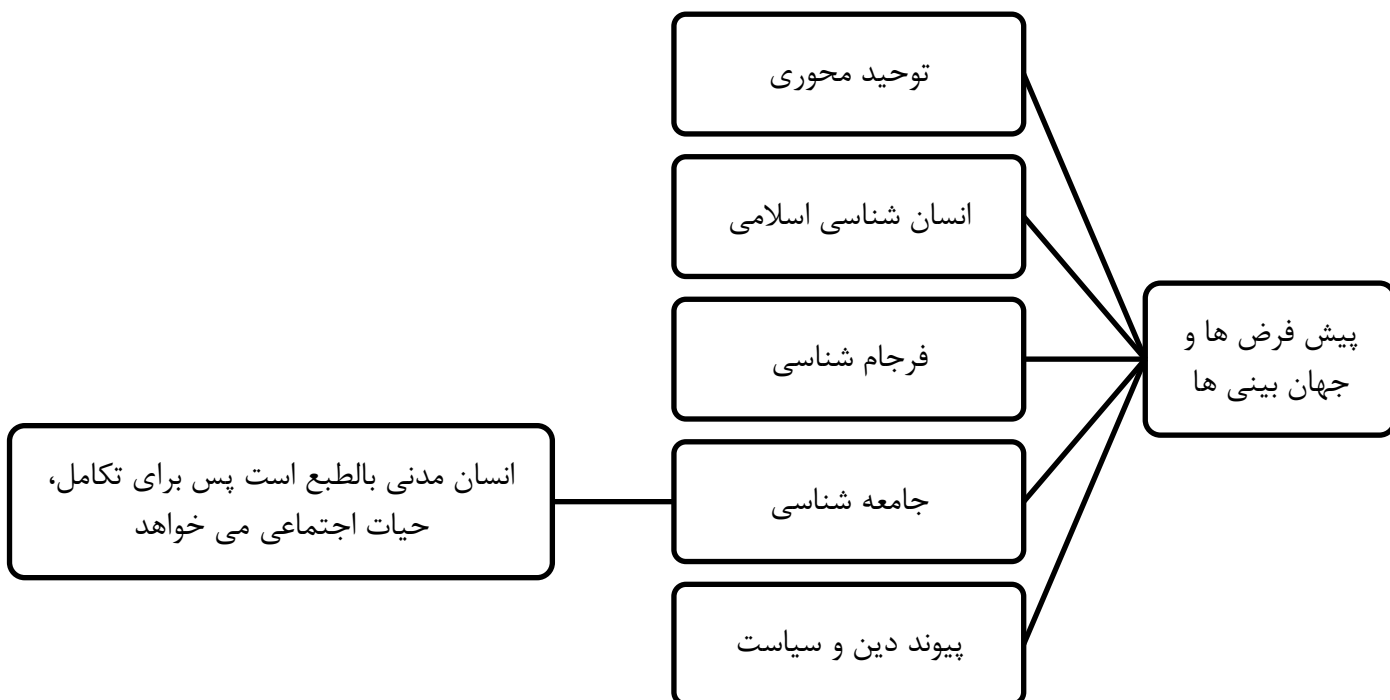 پیش فرض ها و
جهان بینی ها
توحید محوری
انسان شناسی اسلامی
فرجام شناسی
جامعه شناسی
انسان مدنی بالطبع است پس برای تکامل،
حیات اجتماعی می خواهد
پیوند دین و سیاست